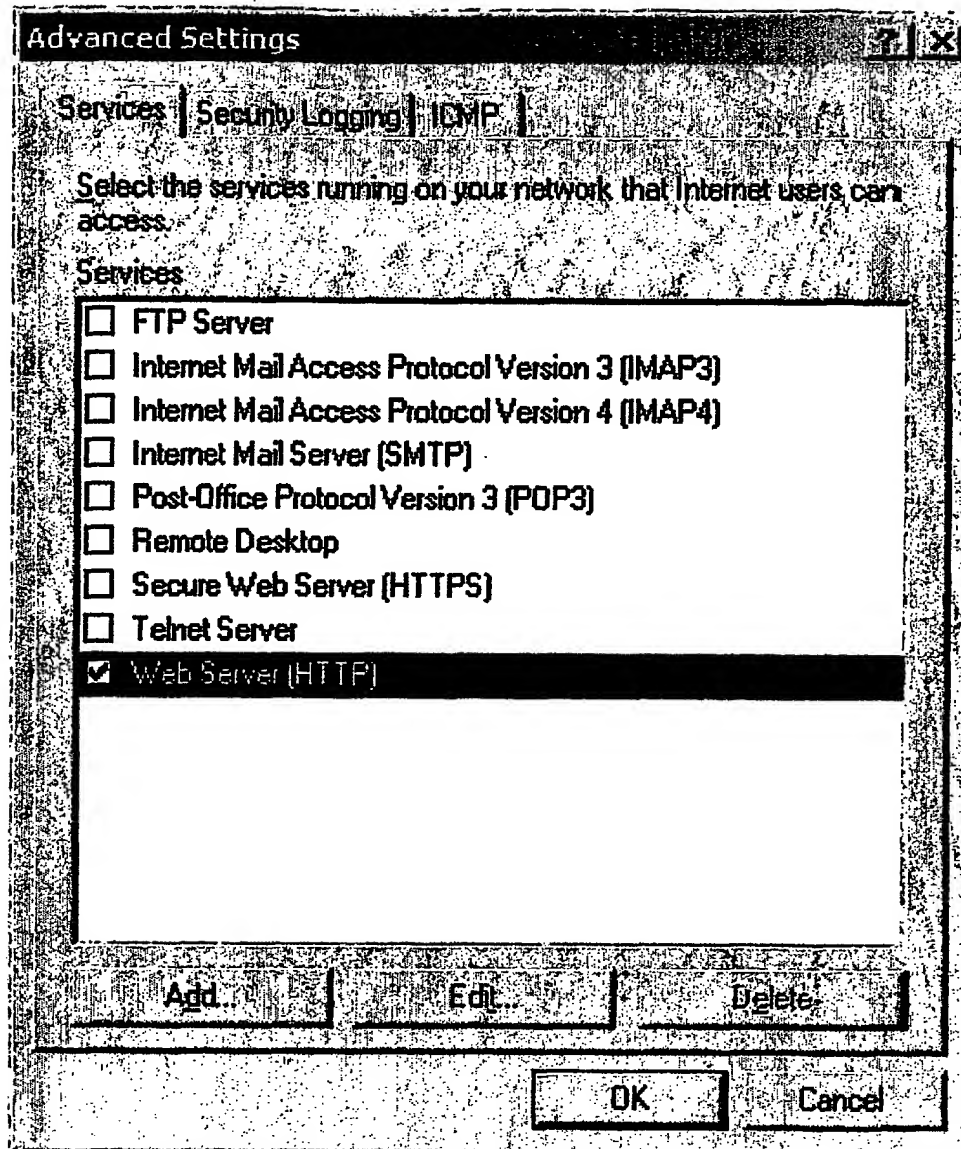 Advanced Settings
Services
Security Logging
ICMP
Select the services running on your network that Internet users can
access.
Services
FTP Server
Internet Mail Access Protocol Version 3 (IMAP3)
Internet Mail Access Protocol Version 4 (IMAP4)
Internet Mail Server (SMTP)
Post-Office Protocol Version 3 (POP3)
Remote Desktop
Secure Web Server (HTTPS)
Telnet Server
Web Server (HTTP)
Add...
Edit...
Delete
OK
Cancel